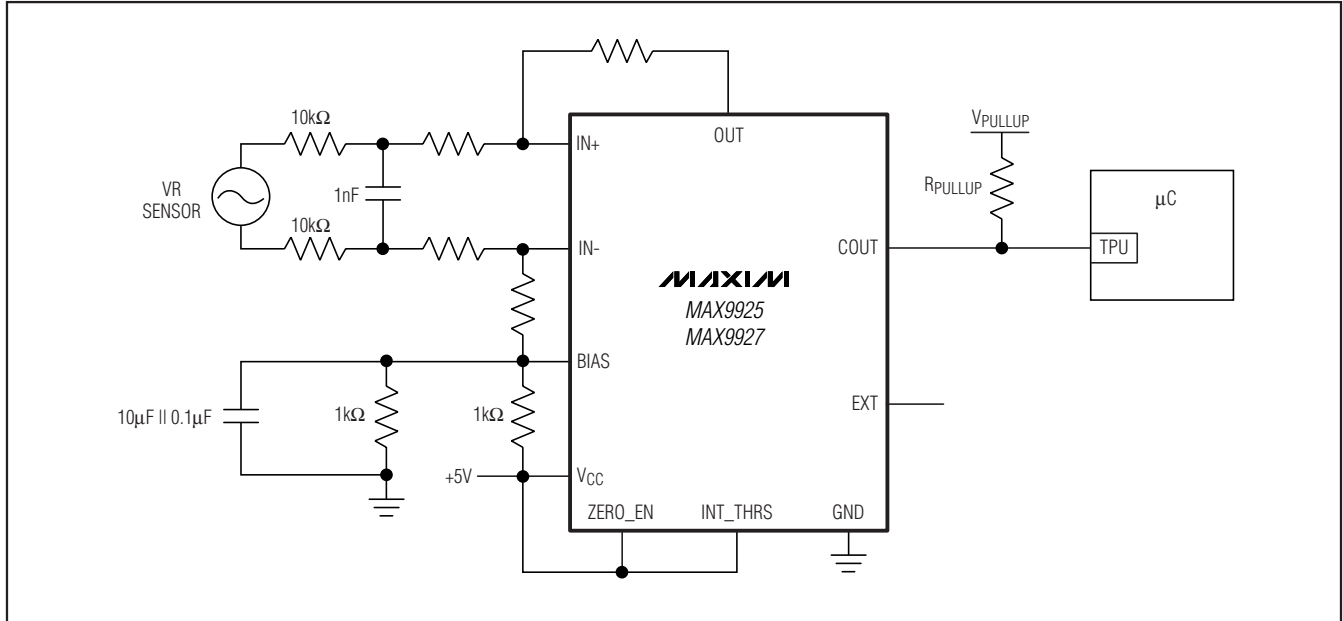 10kΩ
VR
SENSOR
1nF
10kΩ
10µF II 0.1µF
1kΩ
1kΩ
+5V
IN+
OUT
IN-
MAXIM
MAX9925
MAX9927
BIAS
VCC
ZERO_EN
INT_THRS
GND
COUT
EXT
VPULLUP
RPULLUP
µC
TPU